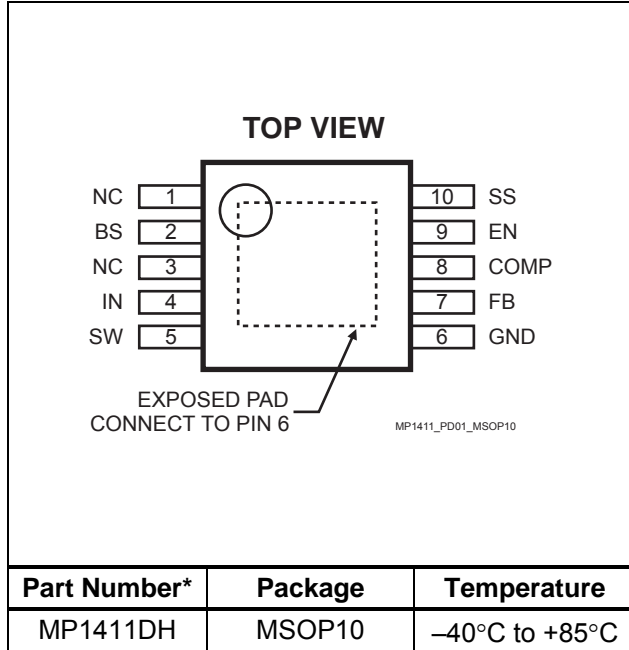 TOP VIEW
NC 1 10 SS
BS 2 9 EN
NC 3 8 COMP
IN 4 7 FB
SW 5 6 GND
EXPOSED PAD
CONNECT TO PIN 6
MP1411_PD01_MSOP10
Part Number* Package Temperature
MP1411DH MSOP10 –40°C to +85°C